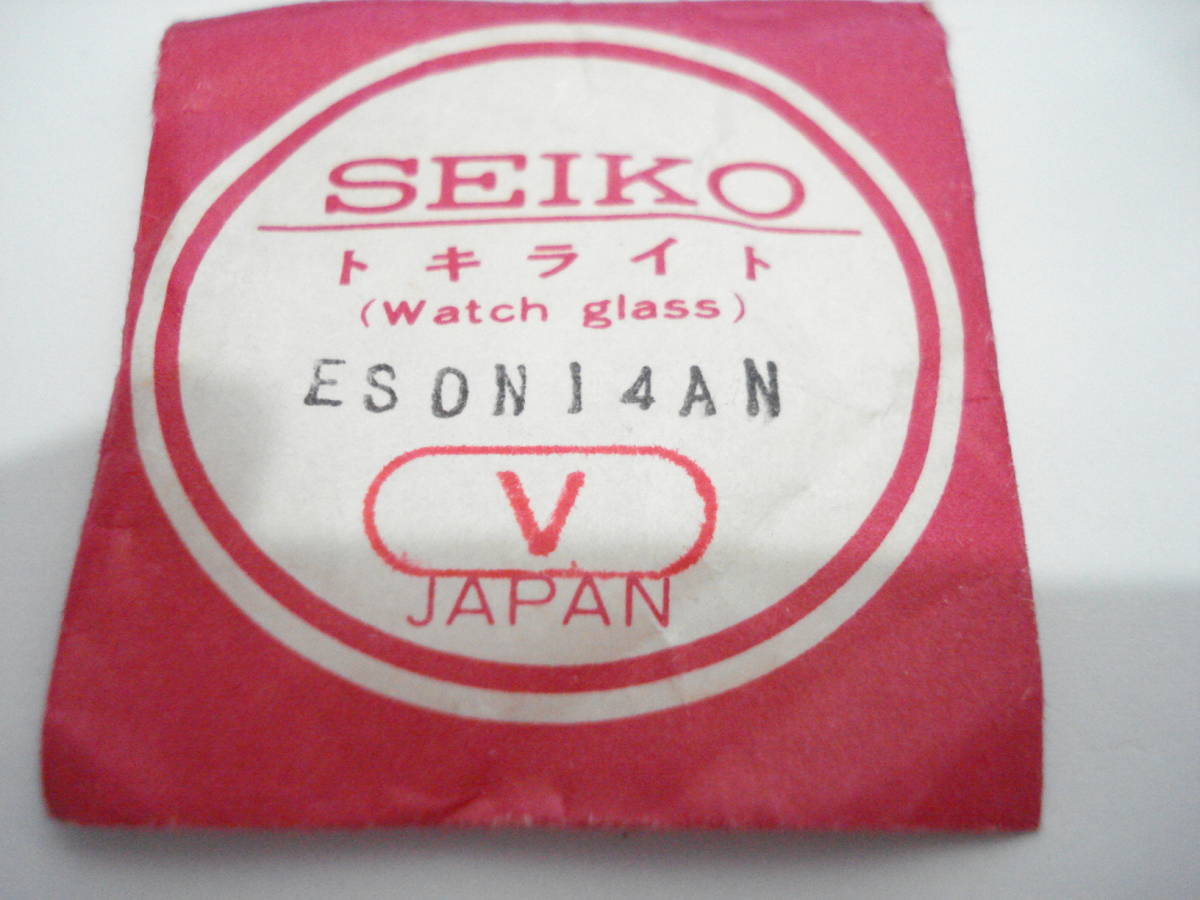 SEIKO
トキライト
(Watch glass)
ES0N14AN
V
JAPAN